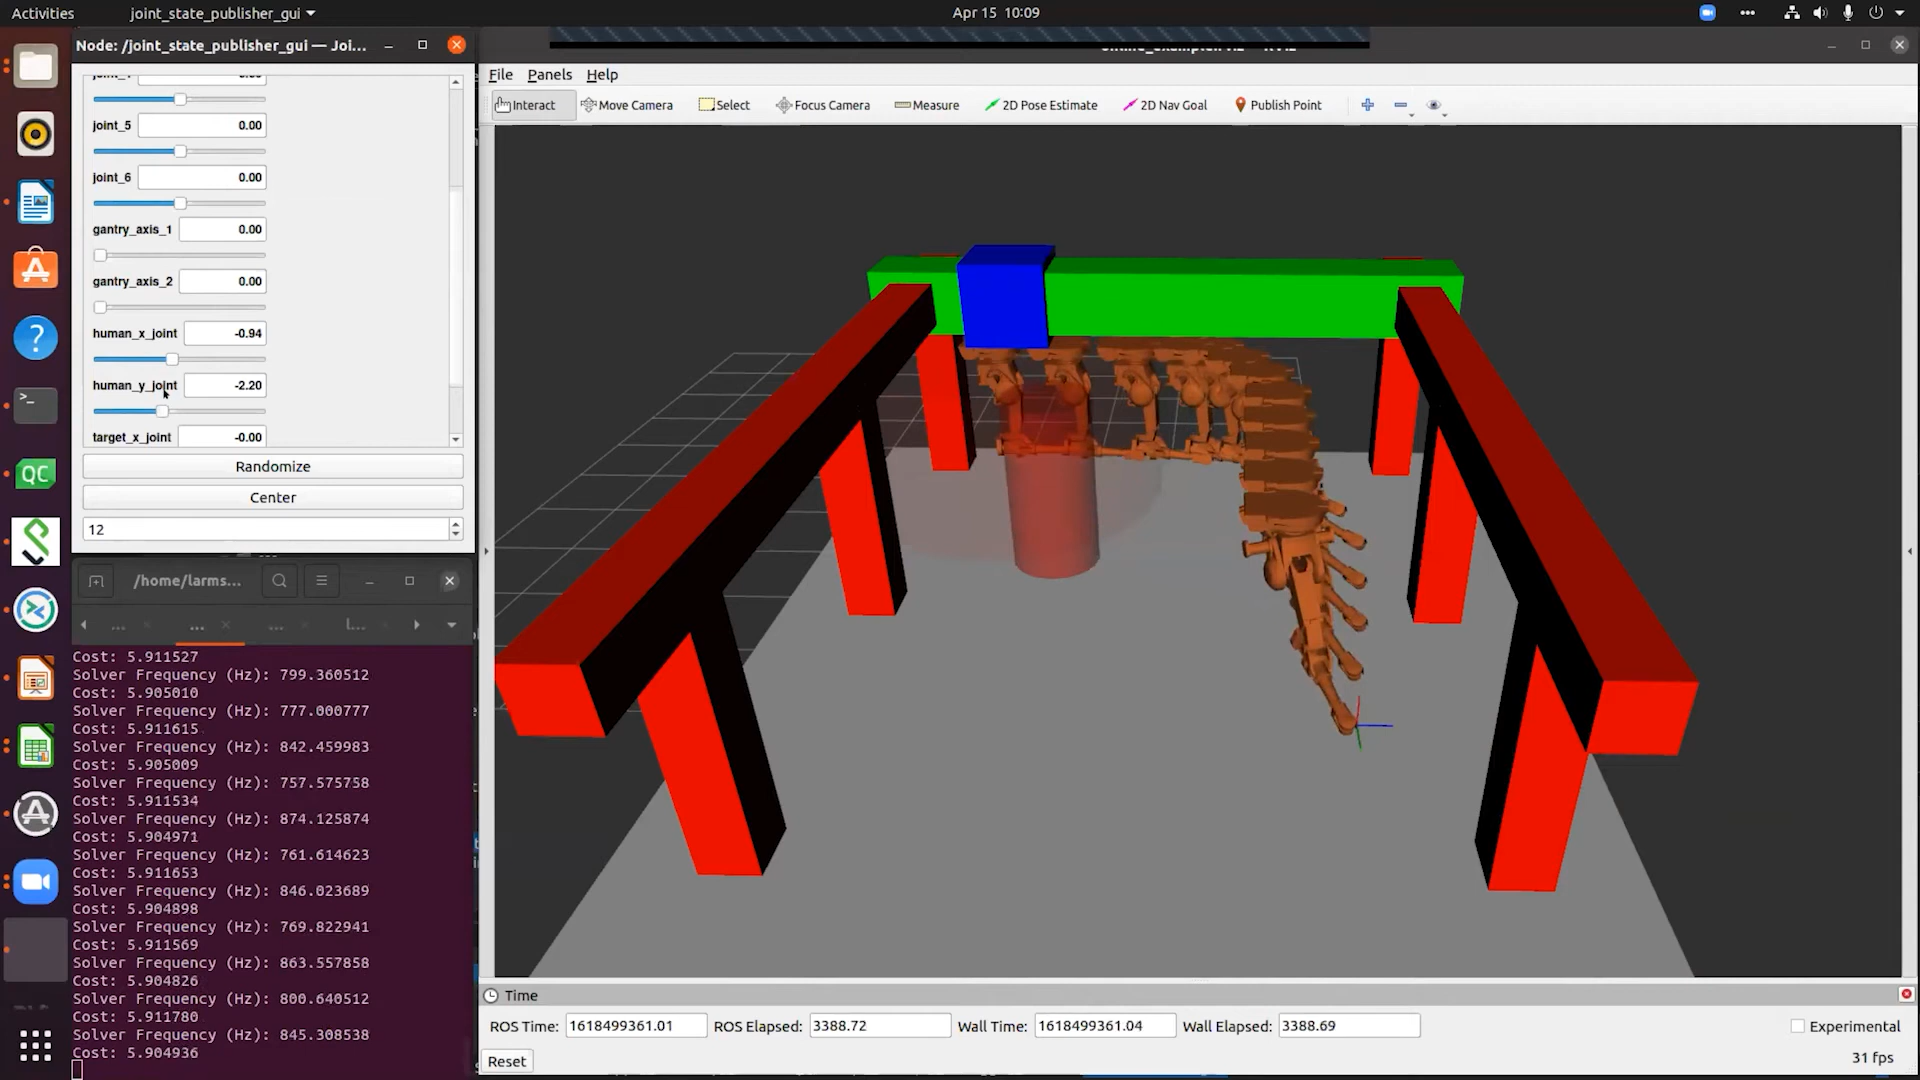 Activities joint_state_publisher_gui Apr 15 10:09
Node: /joint_state_publisher_gui — Joi...
joint_5 0.00
joint_6 0.00
gantry_axis_1 0.00
gantry_axis_2 0.00
human_x_joint -0.94
human_y_joint -2.20
target_x_joint -0.00
Randomize
Center
12
File Panels Help
Interact Move Camera Select Focus Camera Measure 2D Pose Estimate 2D Nav Goal Publish Point
/home/larms...
... ... ... l...
Cost: 5.911527
Solver Frequency (Hz): 799.360512
Cost: 5.905010
Solver Frequency (Hz): 777.000777
Cost: 5.911615
Solver Frequency (Hz): 842.459983
Cost: 5.905009
Solver Frequency (Hz): 757.575758
Cost: 5.911534
Solver Frequency (Hz): 874.125874
Cost: 5.904971
Solver Frequency (Hz): 761.614623
Cost: 5.911653
Solver Frequency (Hz): 846.023689
Cost: 5.904898
Solver Frequency (Hz): 769.822941
Cost: 5.911569
Solver Frequency (Hz): 863.557858
Cost: 5.904826
Solver Frequency (Hz): 800.640512
Cost: 5.911780
Solver Frequency (Hz): 845.308538
Cost: 5.904936
QC
Time
ROS Time: 1618499361.01 ROS Elapsed: 3388.72 Wall Time: 1618499361.04 Wall Elapsed: 3388.69 Experimental
Reset 31 fps